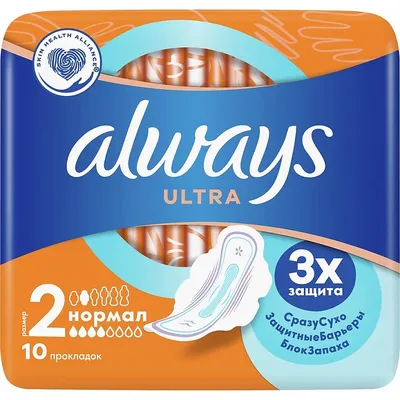 SKIN HEALTH ALLIANCE
always
ULTRA
3x
защита
размер
2
нормал
10 прокладок
СразуСухо
ЗащитныеБарьеры
БлокЗапаха